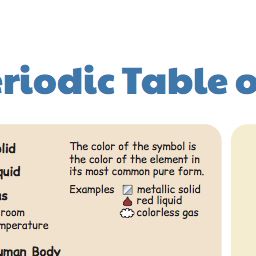 eriodic Table o
olid
quid
as
room
mperature
uman Body
The color of the symbol is
the color of the element in
its most common pure form.
Examples metallic solid
red liquid
colorless gas